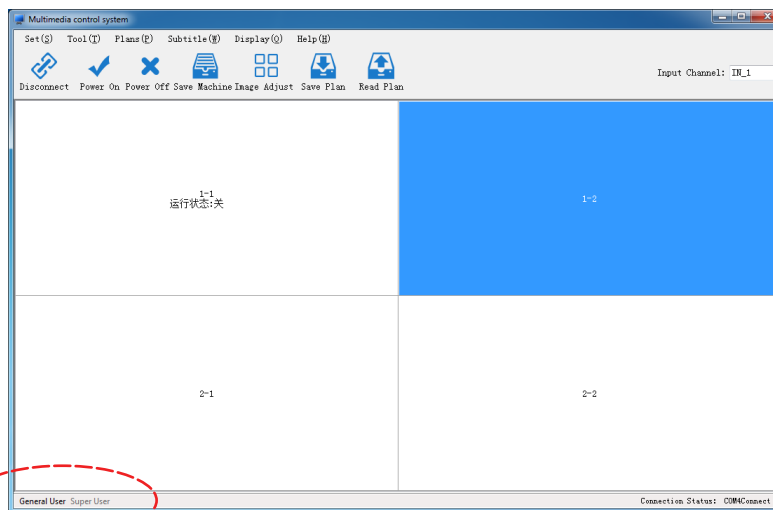 Multimedia control system
Set(S) Tool(T) Plans(P) Subtitle(W) Display(Q) Help(H)
Disconnect Power On Power Off Save Machine Image Adjust Save Plan Read Plan
Input Channel: IN_1
1-1
运行状态:关
1-2
2-1
2-2
General User Super User
Connection Status: COM4Connect